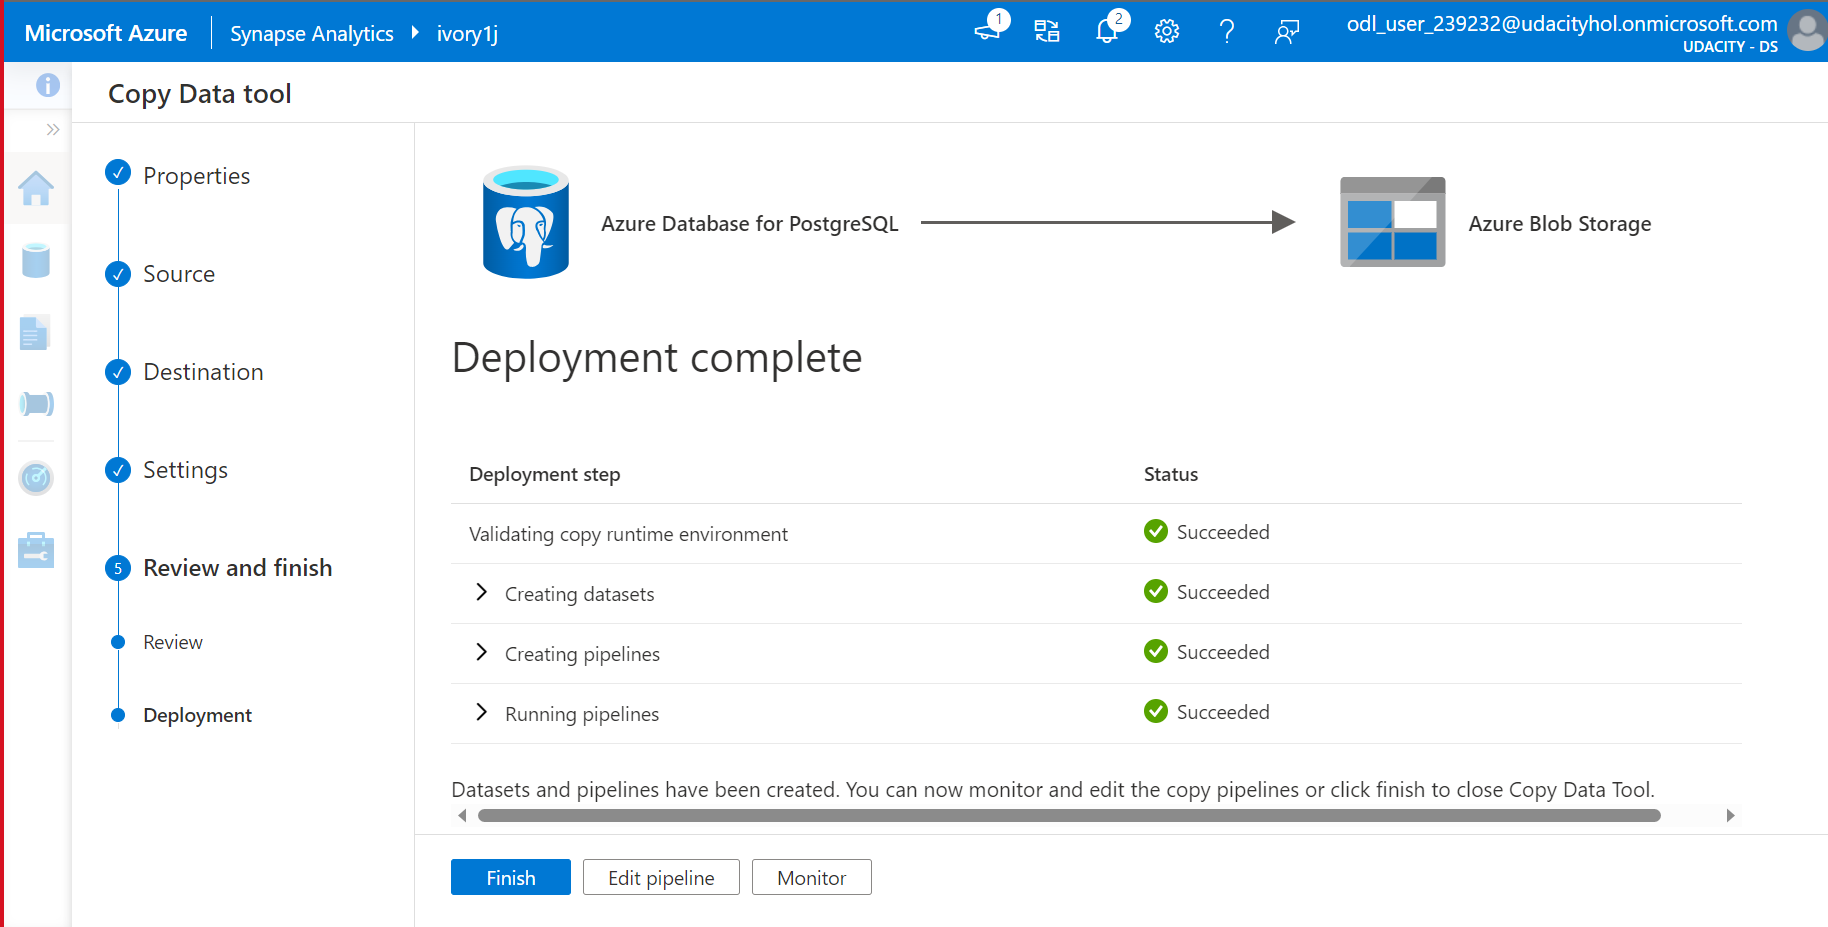 Microsoft Azure
Synapse Analytics
ivory1j
1
2
odl_user_239232@udacityhol.onmicrosoft.com
UDACITY - DS
Copy Data tool
Properties
Source
Destination
Settings
5
Review and finish
Review
Deployment
Azure Database for PostgreSQL
Azure Blob Storage
Deployment complete
Deployment step Status
Validating copy runtime environment Succeeded
Creating datasets Succeeded
Creating pipelines Succeeded
Running pipelines Succeeded
Datasets and pipelines have been created. You can now monitor and edit the copy pipelines or click finish to close Copy Data Tool.
Finish
Edit pipeline
Monitor